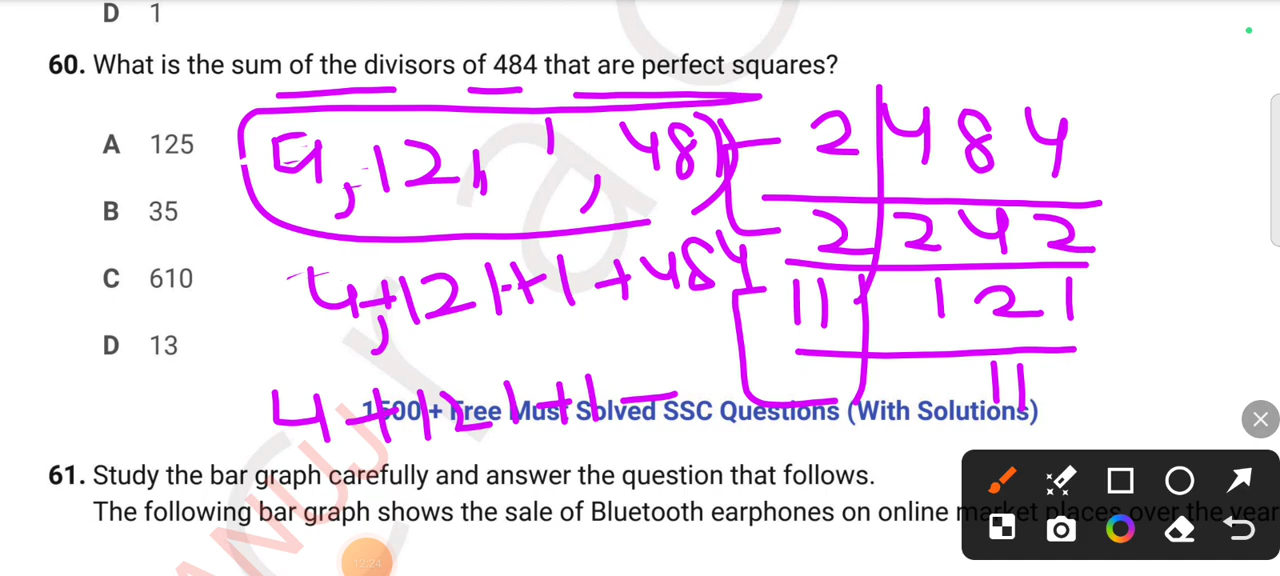 D 1
60. What is the sum of the divisors of 484 that are perfect squares?
A 125
B 35
C 610
D 13
4, 121, 1, 48
4+121+1+484
4+121+1-
2 484
2 242
11 121
11
1500+ Free Must Solved SSC Questions (With Solutions)
61. Study the bar graph carefully and answer the question that follows.
The following bar graph shows the sale of Bluetooth earphones on online market places over the year
12:24